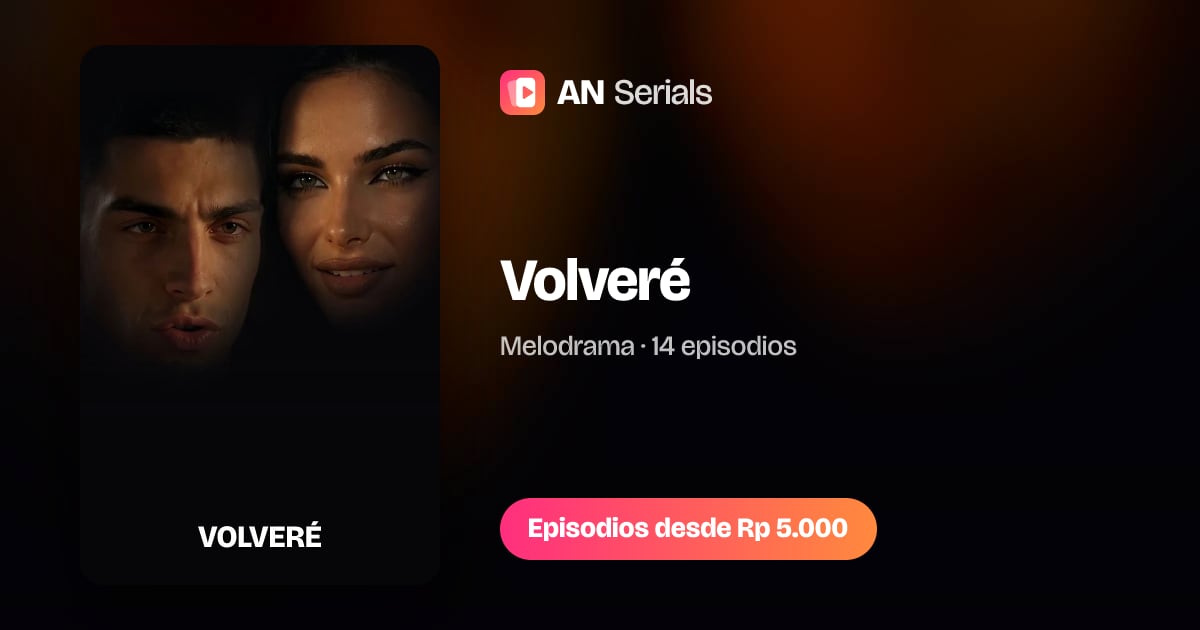 AN Serials
Volveré
Melodrama · 14 episodios
Episodios desde Rp 5.000
VOLVERÉ